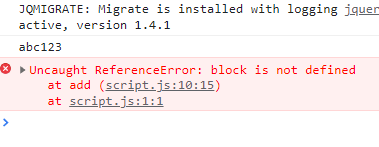 JQMIGRATE: Migrate is installed with logging jquer
active, version 1.4.1
abc123
Uncaught ReferenceError: block is not defined
at add (script.js:10:15)
at script.js:1:1